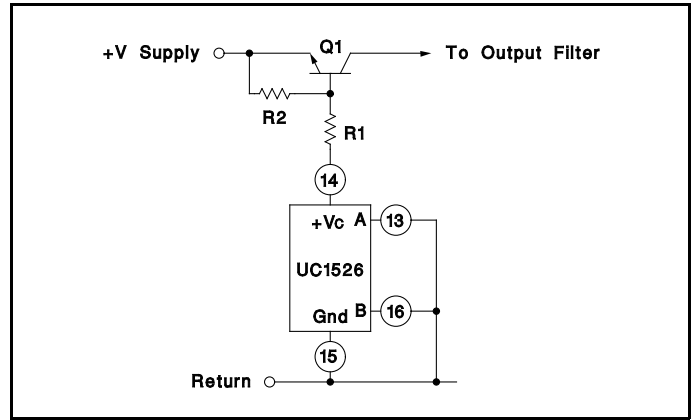 +V Supply
Q1
To Output Filter
R2
R1
14
+Vc A
13
UC1526
Gnd B
16
15
Return